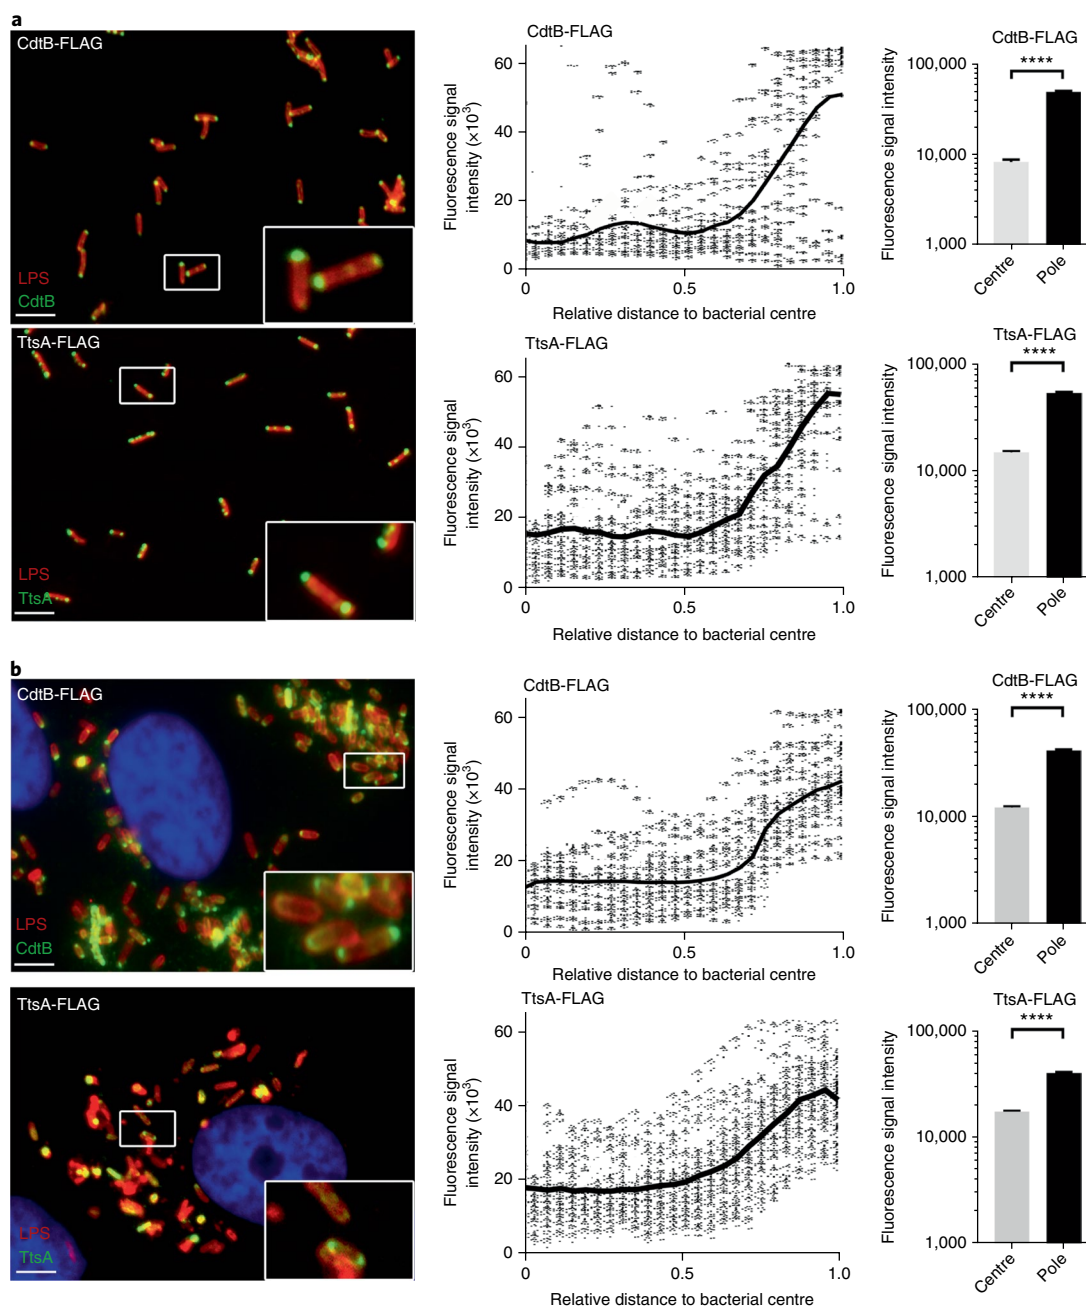 a
CdtB-FLAG
LPS
CdtB
CdtB-FLAG
Fluorescence signal
intensity (×10³)
60
40
20
0
0
0.5
1.0
Relative distance to bacterial centre
CdtB-FLAG
****
Fluorescence signal intensity
100,000
10,000
1,000
Centre
Pole
TtsA-FLAG
LPS
TtsA
TtsA-FLAG
Fluorescence signal
intensity (×10³)
60
40
20
0
0
0.5
1.0
Relative distance to bacterial centre
TtsA-FLAG
****
Fluorescence signal intensity
100,000
10,000
1,000
Centre
Pole
b
CdtB-FLAG
LPS
CdtB
CdtB-FLAG
Fluorescence signal
intensity (×10³)
60
40
20
0
0
0.5
1.0
Relative distance to bacterial centre
CdtB-FLAG
****
Fluorescence signal intensity
100,000
10,000
1,000
Centre
Pole
TtsA-FLAG
LPS
TtsA
TtsA-FLAG
Fluorescence signal
intensity (×10³)
60
40
20
0
0
0.5
1.0
Relative distance to bacterial centre
TtsA-FLAG
****
Fluorescence signal intensity
100,000
10,000
1,000
Centre
Pole